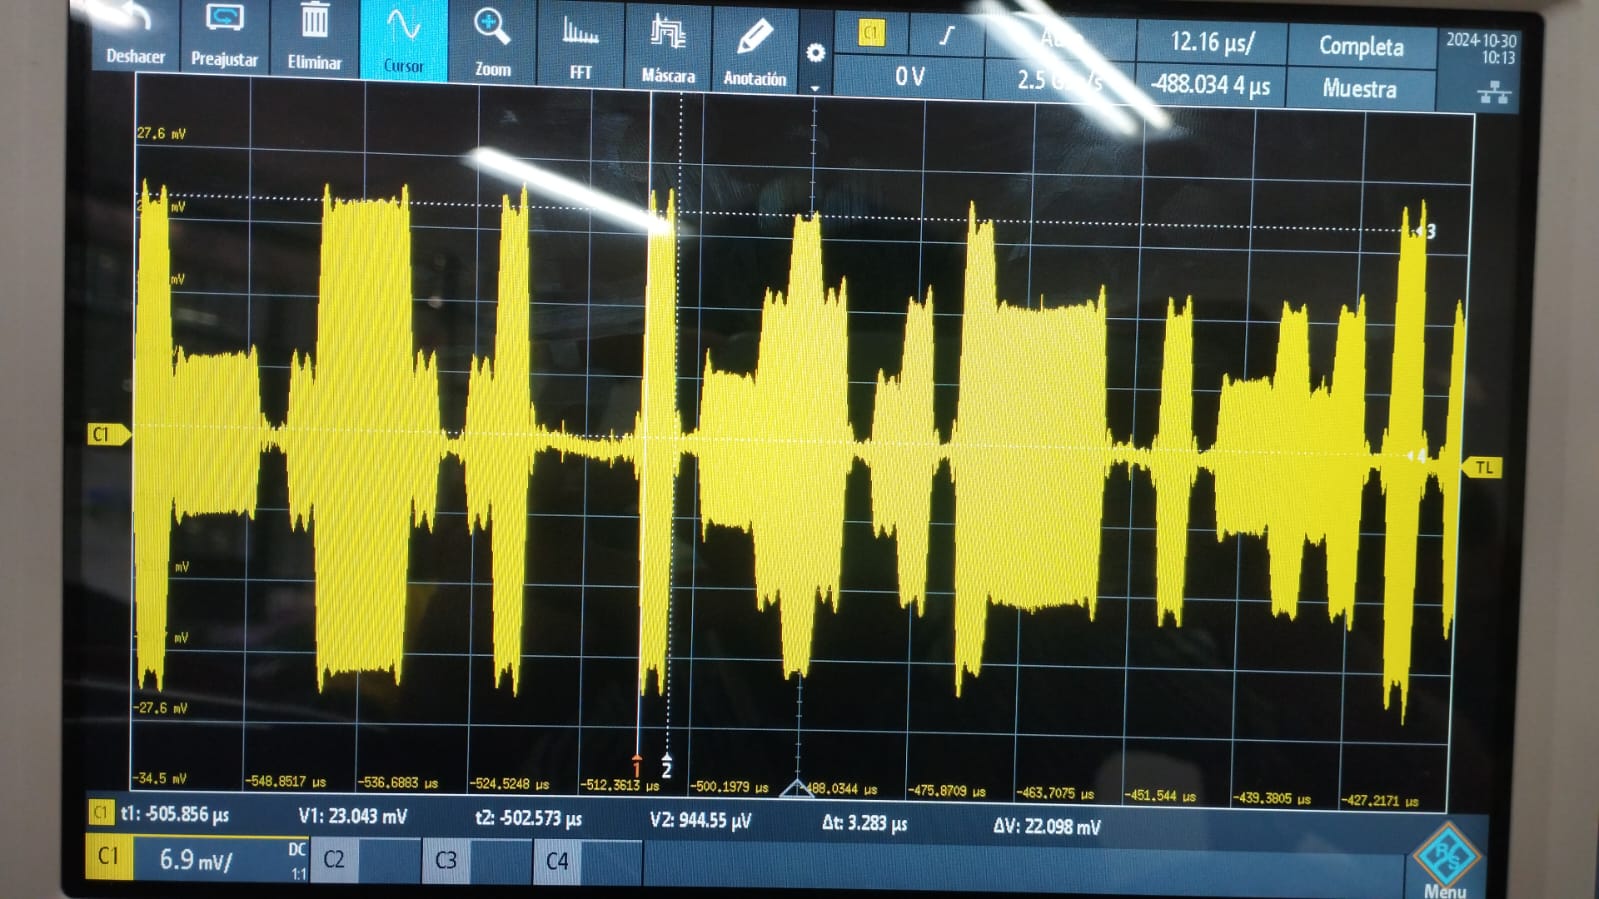 Deshacer
Preajustar
Eliminar
Cursor
Zoom
FFT
Máscara
Anotación
C1
0 V
2.5
12.16 µs/
-488.034 4 µs
Completa
Muestra
2024-10-30
10:13
27.6 mV
mV
mV
3
C1
4
TL
mV
mV
-27.6 mV
1
2
-34.5 mV
-548.8517 µs
-536.6883 µs
-524.5248 µs
-512.3613 µs
-500.1979 µs
-488.0344 µs
-475.8709 µs
-463.7075 µs
-451.544 µs
-439.3805 µs
-427.2171 µs
C1 t1: -505.856 µs V1: 23.043 mV t2: -502.573 µs V2: 944.55 µV Δt: 3.283 µs ΔV: 22.098 mV
C1 6.9 mV/ DC 1:1 C2 C3 C4
R&S
Menu